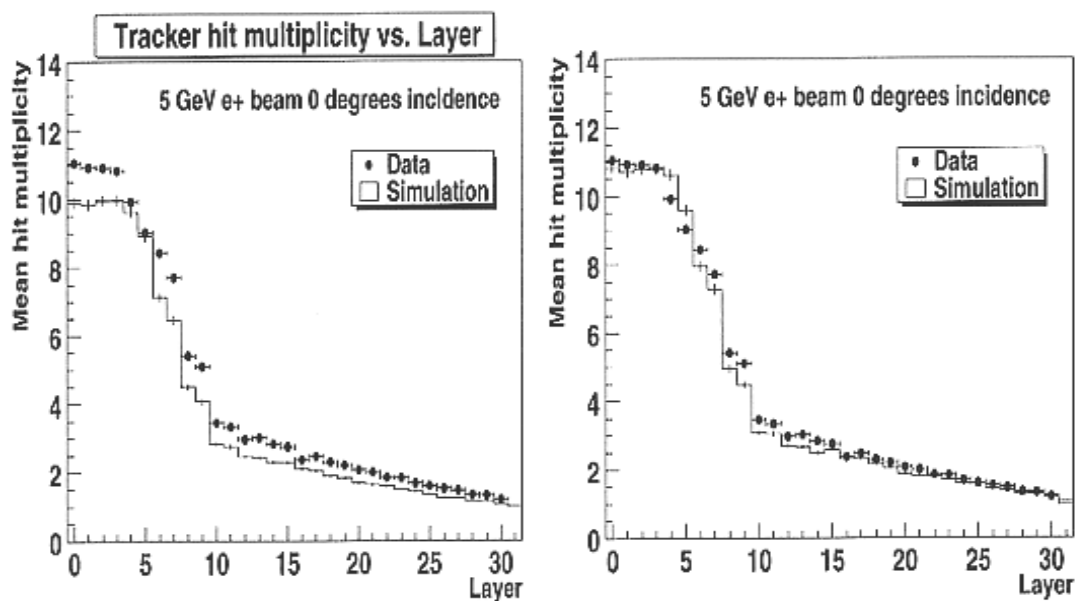 Tracker hit multiplicity vs. Layer
Mean hit multiplicity
14
12
10
8
6
4
2
0
5 GeV e+ beam 0 degrees incidence
Data
Simulation
0 5 10 15 20 25 30
Layer
Mean hit multiplicity
14
12
10
8
6
4
2
0
5 GeV e+ beam 0 degrees incidence
Data
Simulation
0 5 10 15 20 25 30
Layer